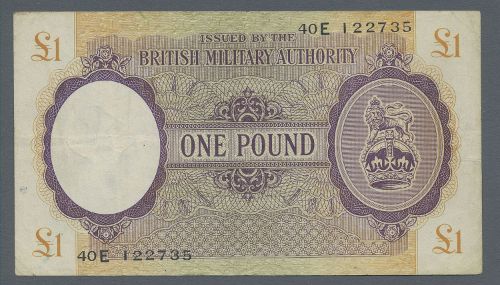 40E 122735
£1
ISSUED BY THE
£1
BRITISH MILITARY AUTHORITY
ONE POUND
£1
40E 122735
£1